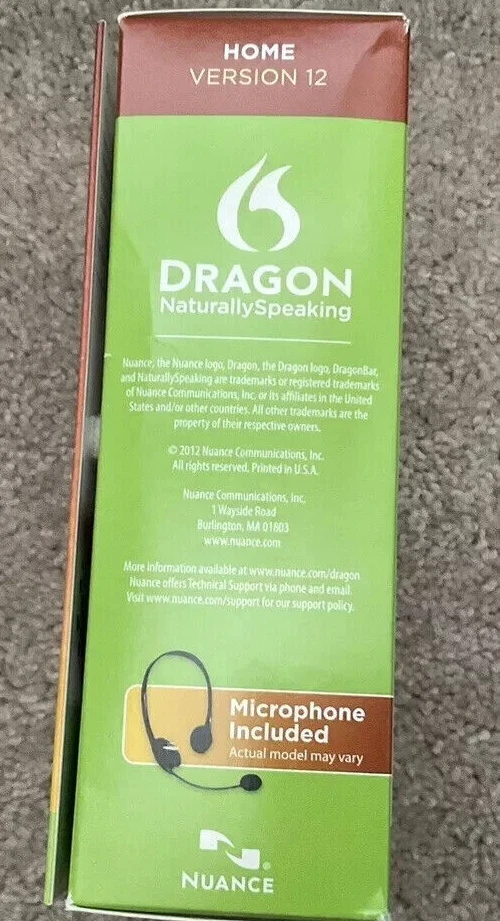 HOME
VERSION 12
DRAGON
NaturallySpeaking
Nuance, the Nuance logo, Dragon, the Dragon logo, DragonBar,
and NaturallySpeaking are trademarks or registered trademarks
of Nuance Communications, Inc. or its affiliates in the United
States and/or other countries. All other trademarks are the
property of their respective owners.
© 2012 Nuance Communications, Inc.
All rights reserved. Printed in U.S.A.
Nuance Communications, Inc.
1 Wayside Road
Burlington, MA 01803
www.nuance.com
More information available at www.nuance.com/dragon
Nuance offers Technical Support via phone and email.
Visit www.nuance.com/support for our support policy.
Microphone
Included
Actual model may vary
NUANCE